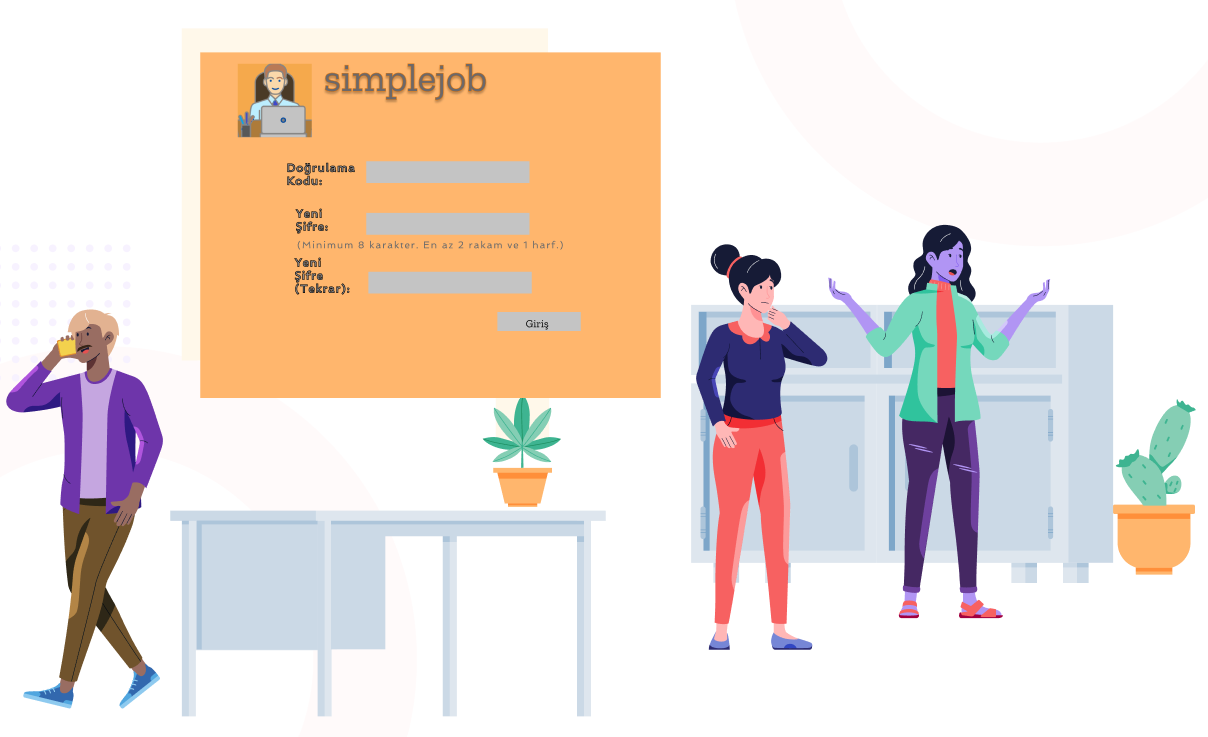 simplejob
Doğrulama
Kodu:
Yeni
Şifre:
(Minimum 8 karakter. En az 2 rakam ve 1 harf.)
Yeni
Şifre
(Tekrar):
Giriş